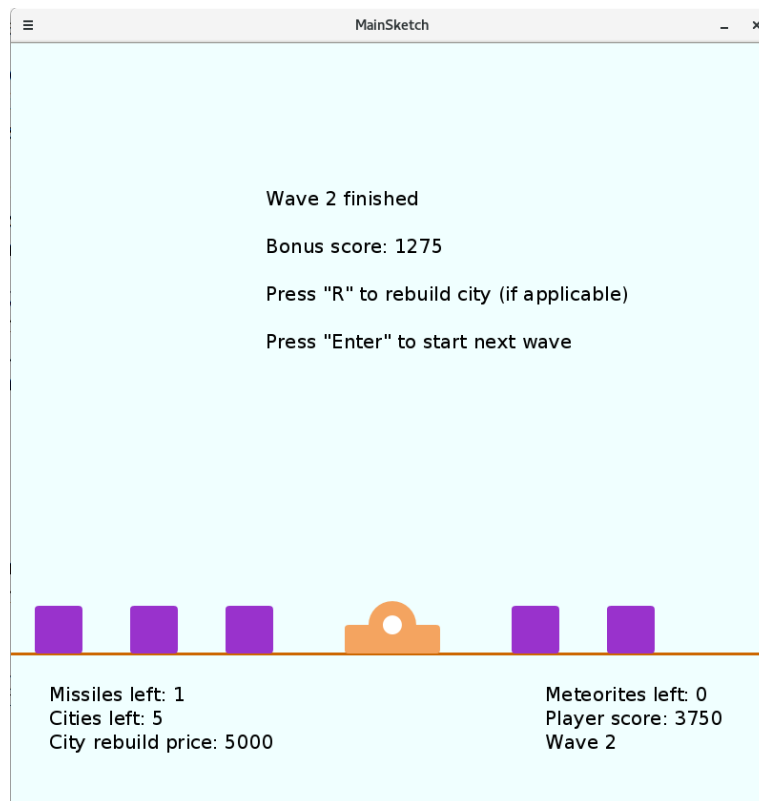 MainSketch
Wave 2 finished
Bonus score: 1275
Press "R" to rebuild city (if applicable)
Press "Enter" to start next wave
Missiles left: 1
Cities left: 5
City rebuild price: 5000
Meteorites left: 0
Player score: 3750
Wave 2